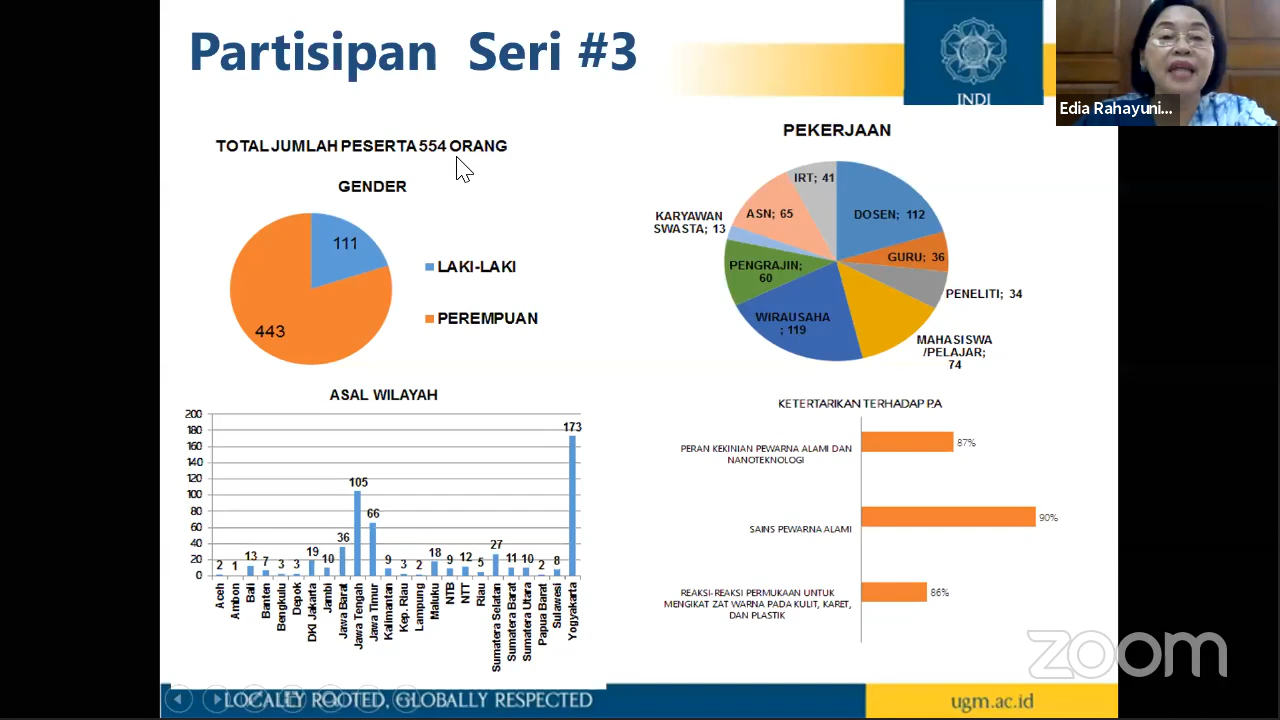 Partisipan Seri #3
INDI
Edia Rahayuni...
TOTAL JUMLAH PESERTA 554 ORANG
GENDER
111
443
LAKI-LAKI
PEREMPUAN
PEKERJAAN
IRT; 41
DOSEN; 112
ASN; 65
KARYAWAN
SWASTA; 13
GURU; 36
PENGRAJIN;
60
PENELITI; 34
WIRAUSAHA
; 119
MAHASISWA
/PELAJAR;
74
ASAL WILAYAH
200
180
160
140
120
100
80
60
40
20
0
2
1
13
7
3
3
19
10
36
105
66
9
3
2
18
9
12
5
27
11
10
2
8
173
Aceh
Ambon
Bali
Banten
Bengkulu
Depok
DKI Jakarta
Jambi
Jawa Barat
Jawa Tengah
Jawa Timur
Kalimantan
Kep. Riau
Lampung
Maluku
NTB
NTT
Riau
Sumatera Selatan
Sumatera Barat
Sumatera Utara
Papua Barat
Sulawesi
Yogyakarta
KETERTARIKAN TERHADAP P.A
PERAN KEKINIAN PEWARNA ALAMI DAN
NANOTEKNOLOGI
87%
SAINS PEWARNA ALAMI
90%
REAKSI-REAKSI PERMUKAAN UNTUK
MENGIKAT ZAT WARNA PADA KULIT, KARET,
DAN PLASTIK
86%
zoom
LOCALLY ROOTED, GLOBALLY RESPECTED
ugm.ac.id